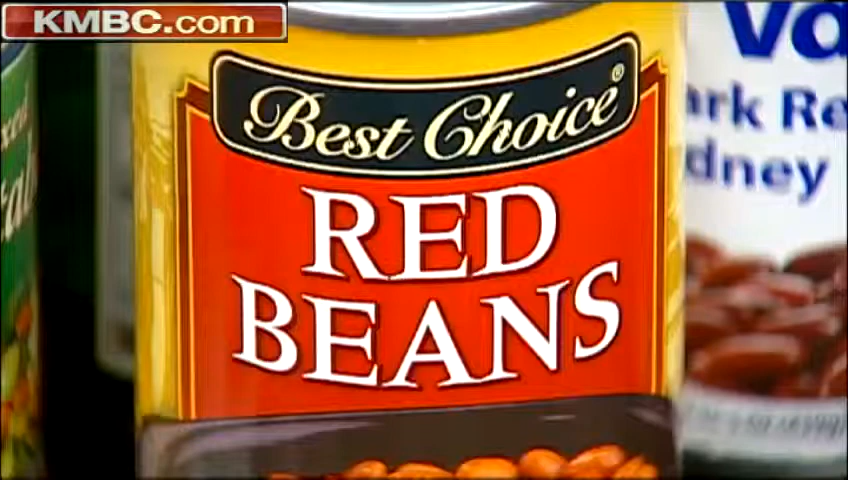 KMBC.com
Best Choice®
RED
BEANS
ark Re
dney